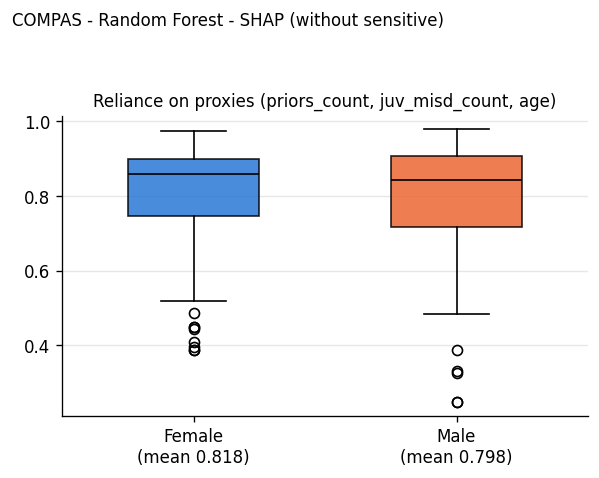 COMPAS - Random Forest - SHAP (without sensitive)
Reliance on proxies (priors_count, juv_misd_count, age)
1.0
0.8
0.6
0.4
Female
(mean 0.818)
Male
(mean 0.798)